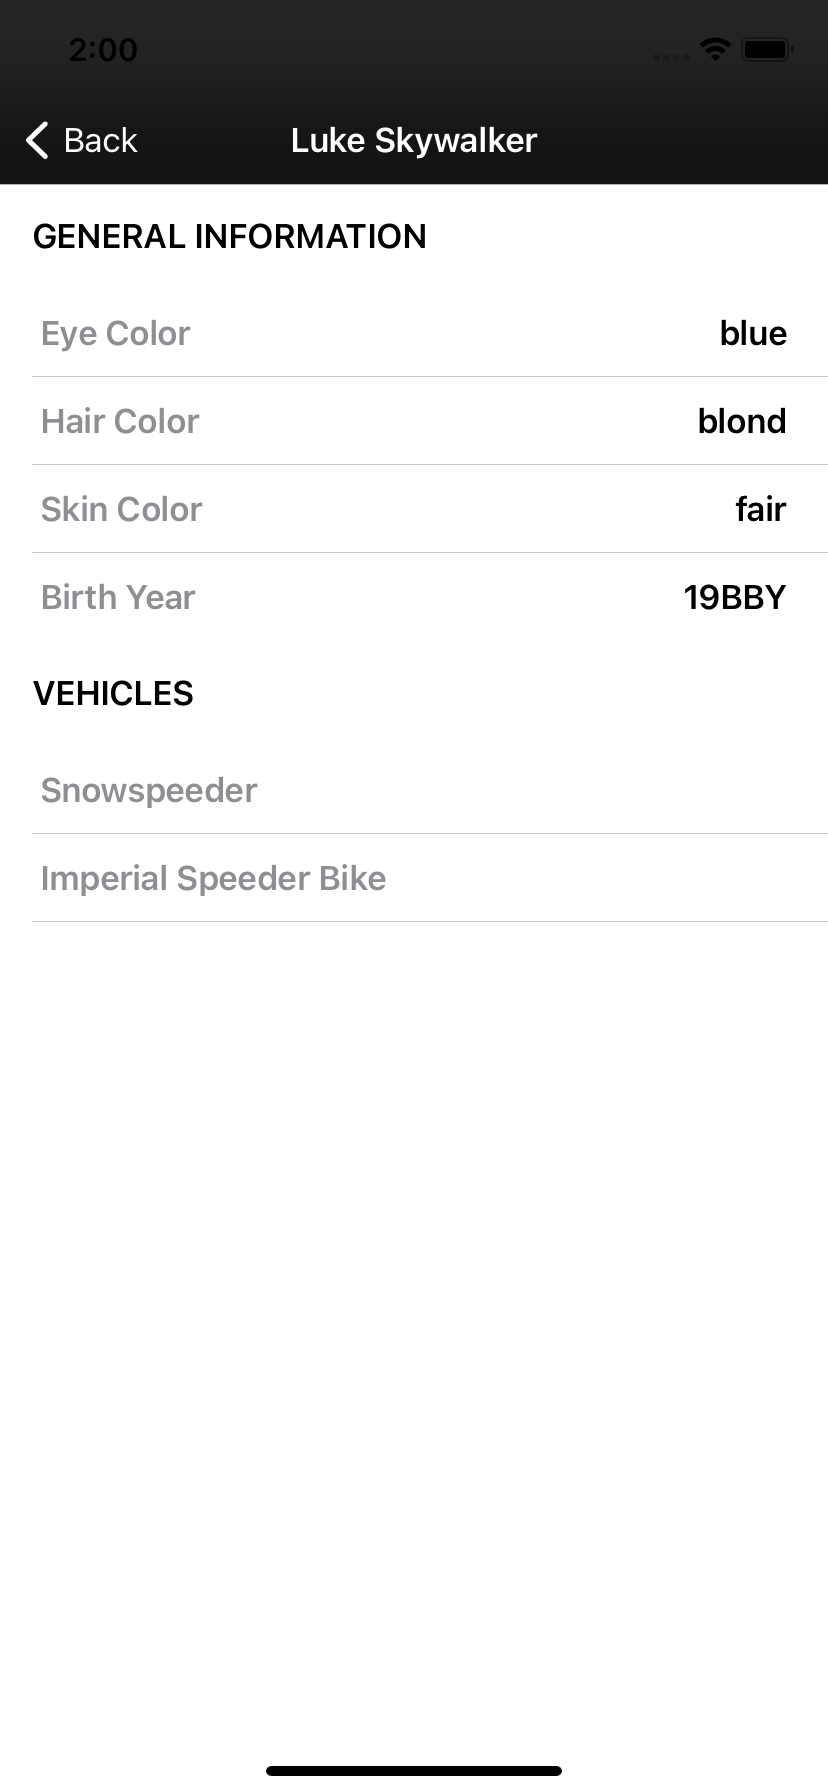 2:00
Back
Luke Skywalker
GENERAL INFORMATION
Eye Color blue
Hair Color blond
Skin Color fair
Birth Year 19BBY
VEHICLES
Snowspeeder
Imperial Speeder Bike